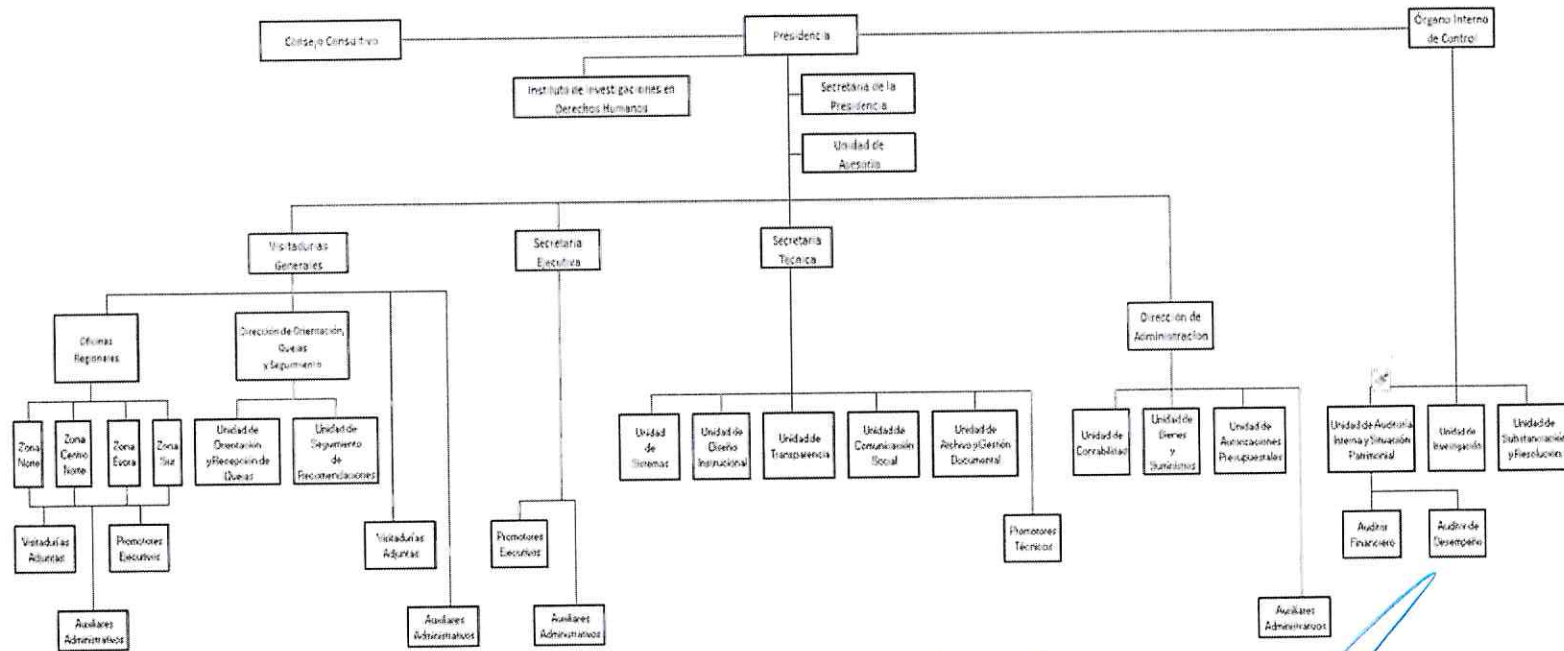 Consejo Consultivo
Presidencia
Órgano Interno
de Control
Instituto de Investigaciones en
Derechos Humanos
Secretaría de la
Presidencia
Unidad de
Asesoría
Visitadurías
Generales
Secretaría
Ejecutiva
Secretaría
Técnica
Dirección de
Administración
Oficinas
Regionales
Dirección de Orientación,
Quejas
y Seguimiento
Zona
Norte
Zona
Centro
Norte
Zona
Évora
Zona
Sur
Unidad de
Orientación
y Recepción de
Quejas
Unidad de
Seguimiento
de
Recomendaciones
Unidad
de
Sistemas
Unidad de
Diseño
Institucional
Unidad de
Transparencia
Unidad de
Comunicación
Social
Unidad de
Archivo y Gestión
Documental
Unidad de
Contabilidad
Unidad de
Bienes
y
Suministros
Unidad de
Autorizaciones
Presupuestales
Unidad de Auditoría
Interna y Situación
Patrimonial
Unidad de
Investigación
Unidad de
Substanciación
y Resolución
Visitadurías
Adjuntas
Promotores
Ejecutivos
Visitadurías
Adjuntas
Promotores
Ejecutivos
Promotores
Técnicos
Auditor
Financiero
Auditor de
Desempeño
Auxiliares
Administrativos
Auxiliares
Administrativos
Auxiliares
Administrativos
Auxiliares
Administrativos